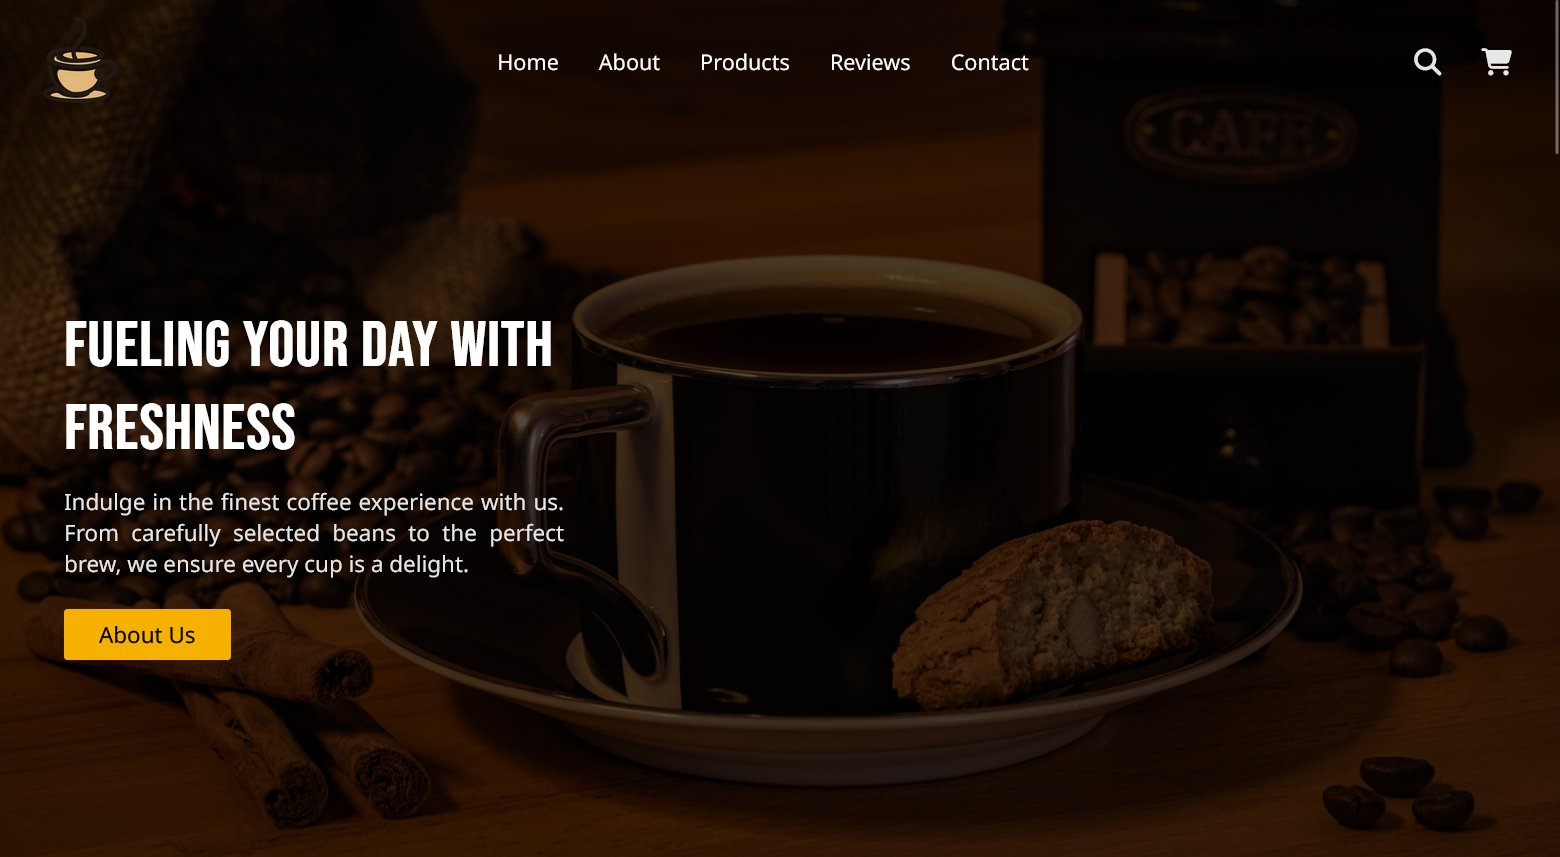 Home About Products Reviews Contact
CAFE
FUELING YOUR DAY WITH
FRESHNESS
Indulge in the finest coffee experience with us.
From carefully selected beans to the perfect
brew, we ensure every cup is a delight.
About Us